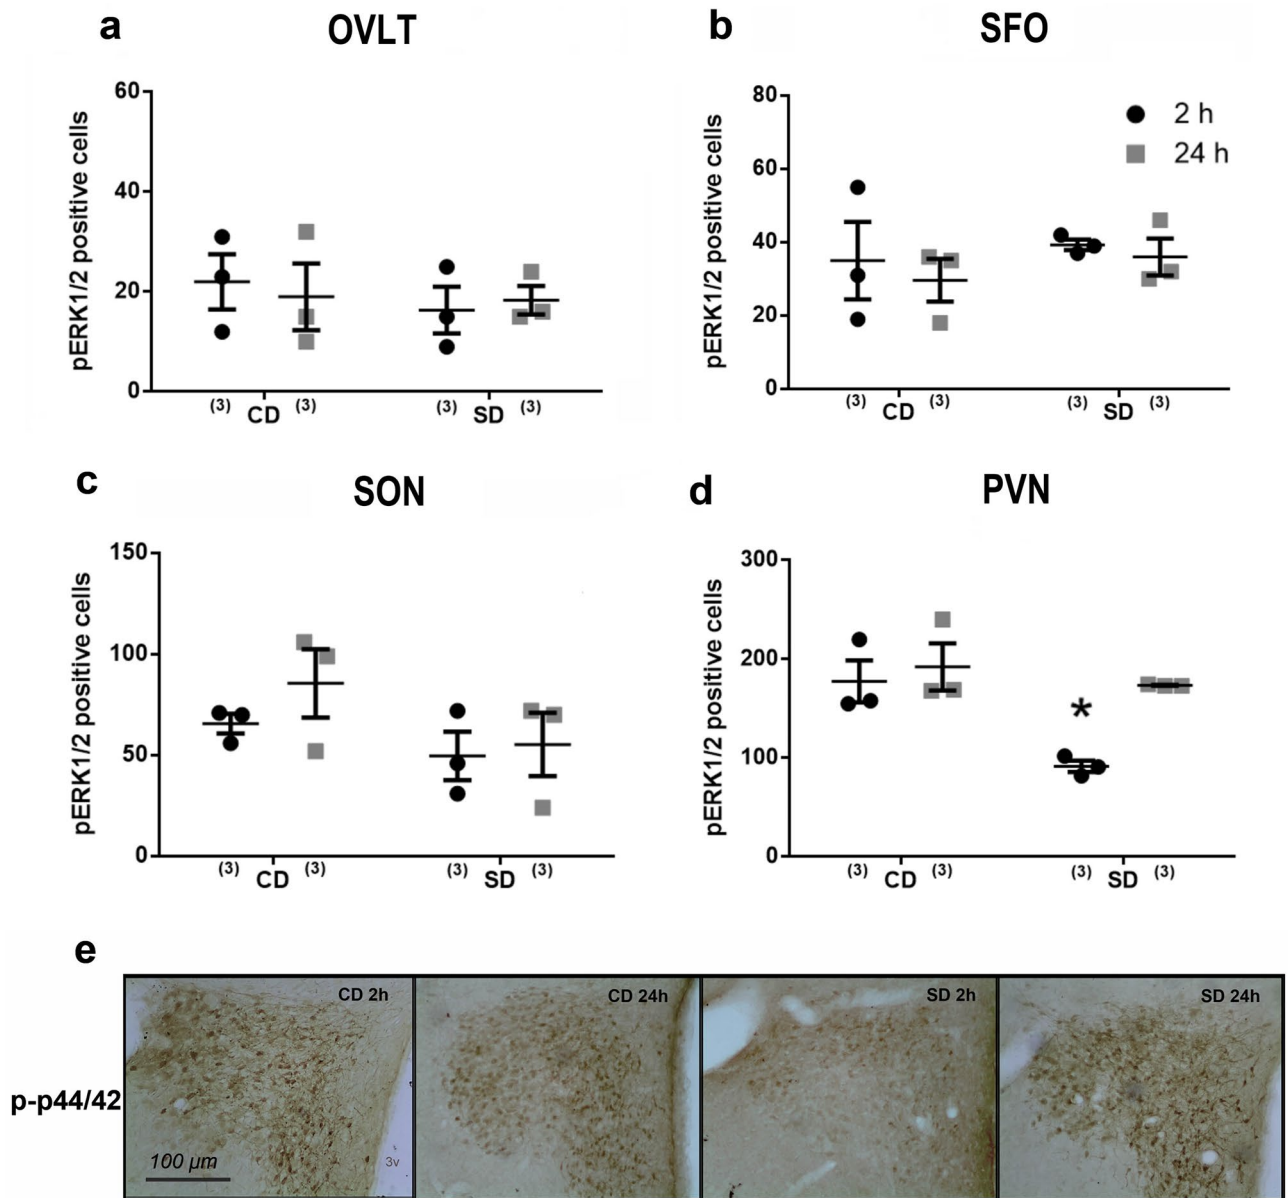 a
OVLT
pERK1/2 positive cells
60
40
20
0
(3)
(3)
(3)
(3)
CD
SD
b
SFO
pERK1/2 positive cells
80
60
40
20
0
2 h
24 h
(3)
(3)
(3)
(3)
CD
SD
c
SON
pERK1/2 positive cells
150
100
50
0
(3)
(3)
(3)
(3)
CD
SD
d
PVN
pERK1/2 positive cells
300
200
100
0
*
(3)
(3)
(3)
(3)
CD
SD
e
p-p44/42
CD 2h
CD 24h
SD 2h
SD 24h
100 µm
3v